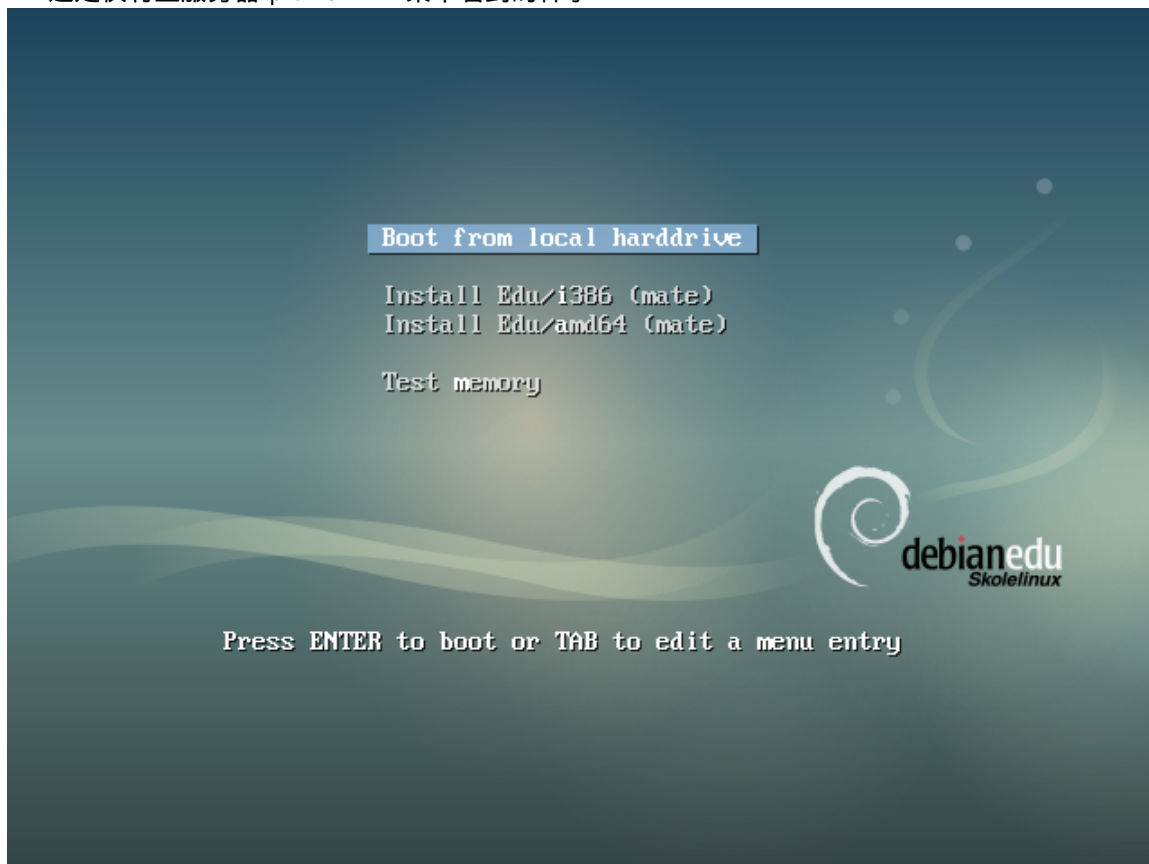 Boot from local harddrive
Install Edu/i386 (mate)
Install Edu/amd64 (mate)
Test memory
debianedu
Skolelinux
Press ENTER to boot or TAB to edit a menu entry